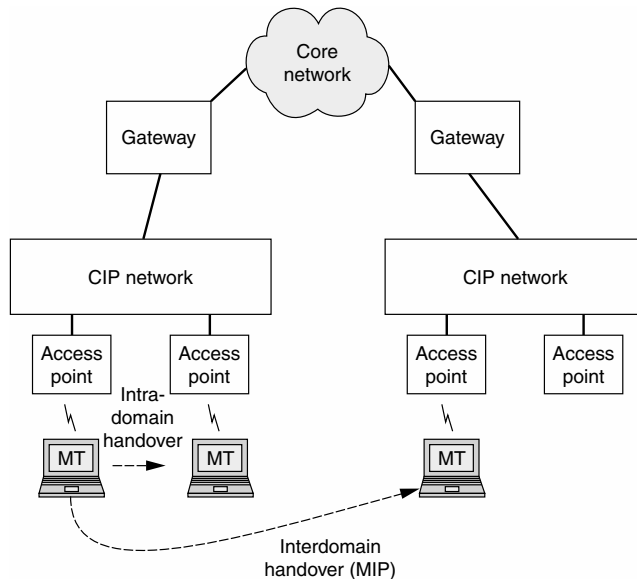 Core
network
Gateway
Gateway
CIP network
CIP network
Access
point
Access
point
Access
point
Access
point
Intra-
domain
handover
MT
MT
MT
Interdomain
handover (MIP)